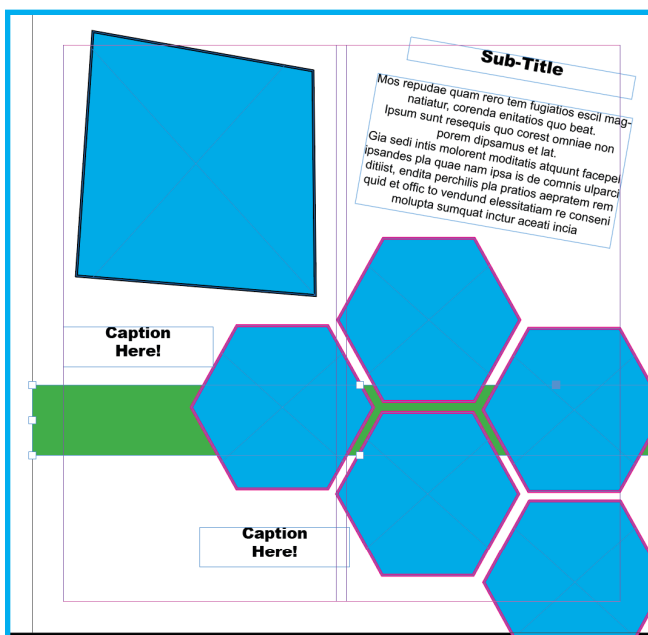 Sub-Title
Mos repudae quam rero tem fugiatios escil mag-
natiatur, corenda enitatios quo beat.
Ipsum sunt resequis quo corest omniae non
porem dipsamus et lat.
Gia sedi intis molorent moditatis atquunt facepel
ipsandes pla quae nam ipsa is de comnis ulparci
ditiist, endita perchilis pla pratios aepratem rem
quid et offic to vendund elessitatiam re conseni
molupta sumquat inctur aceati incia
Caption
Here!
Caption
Here!